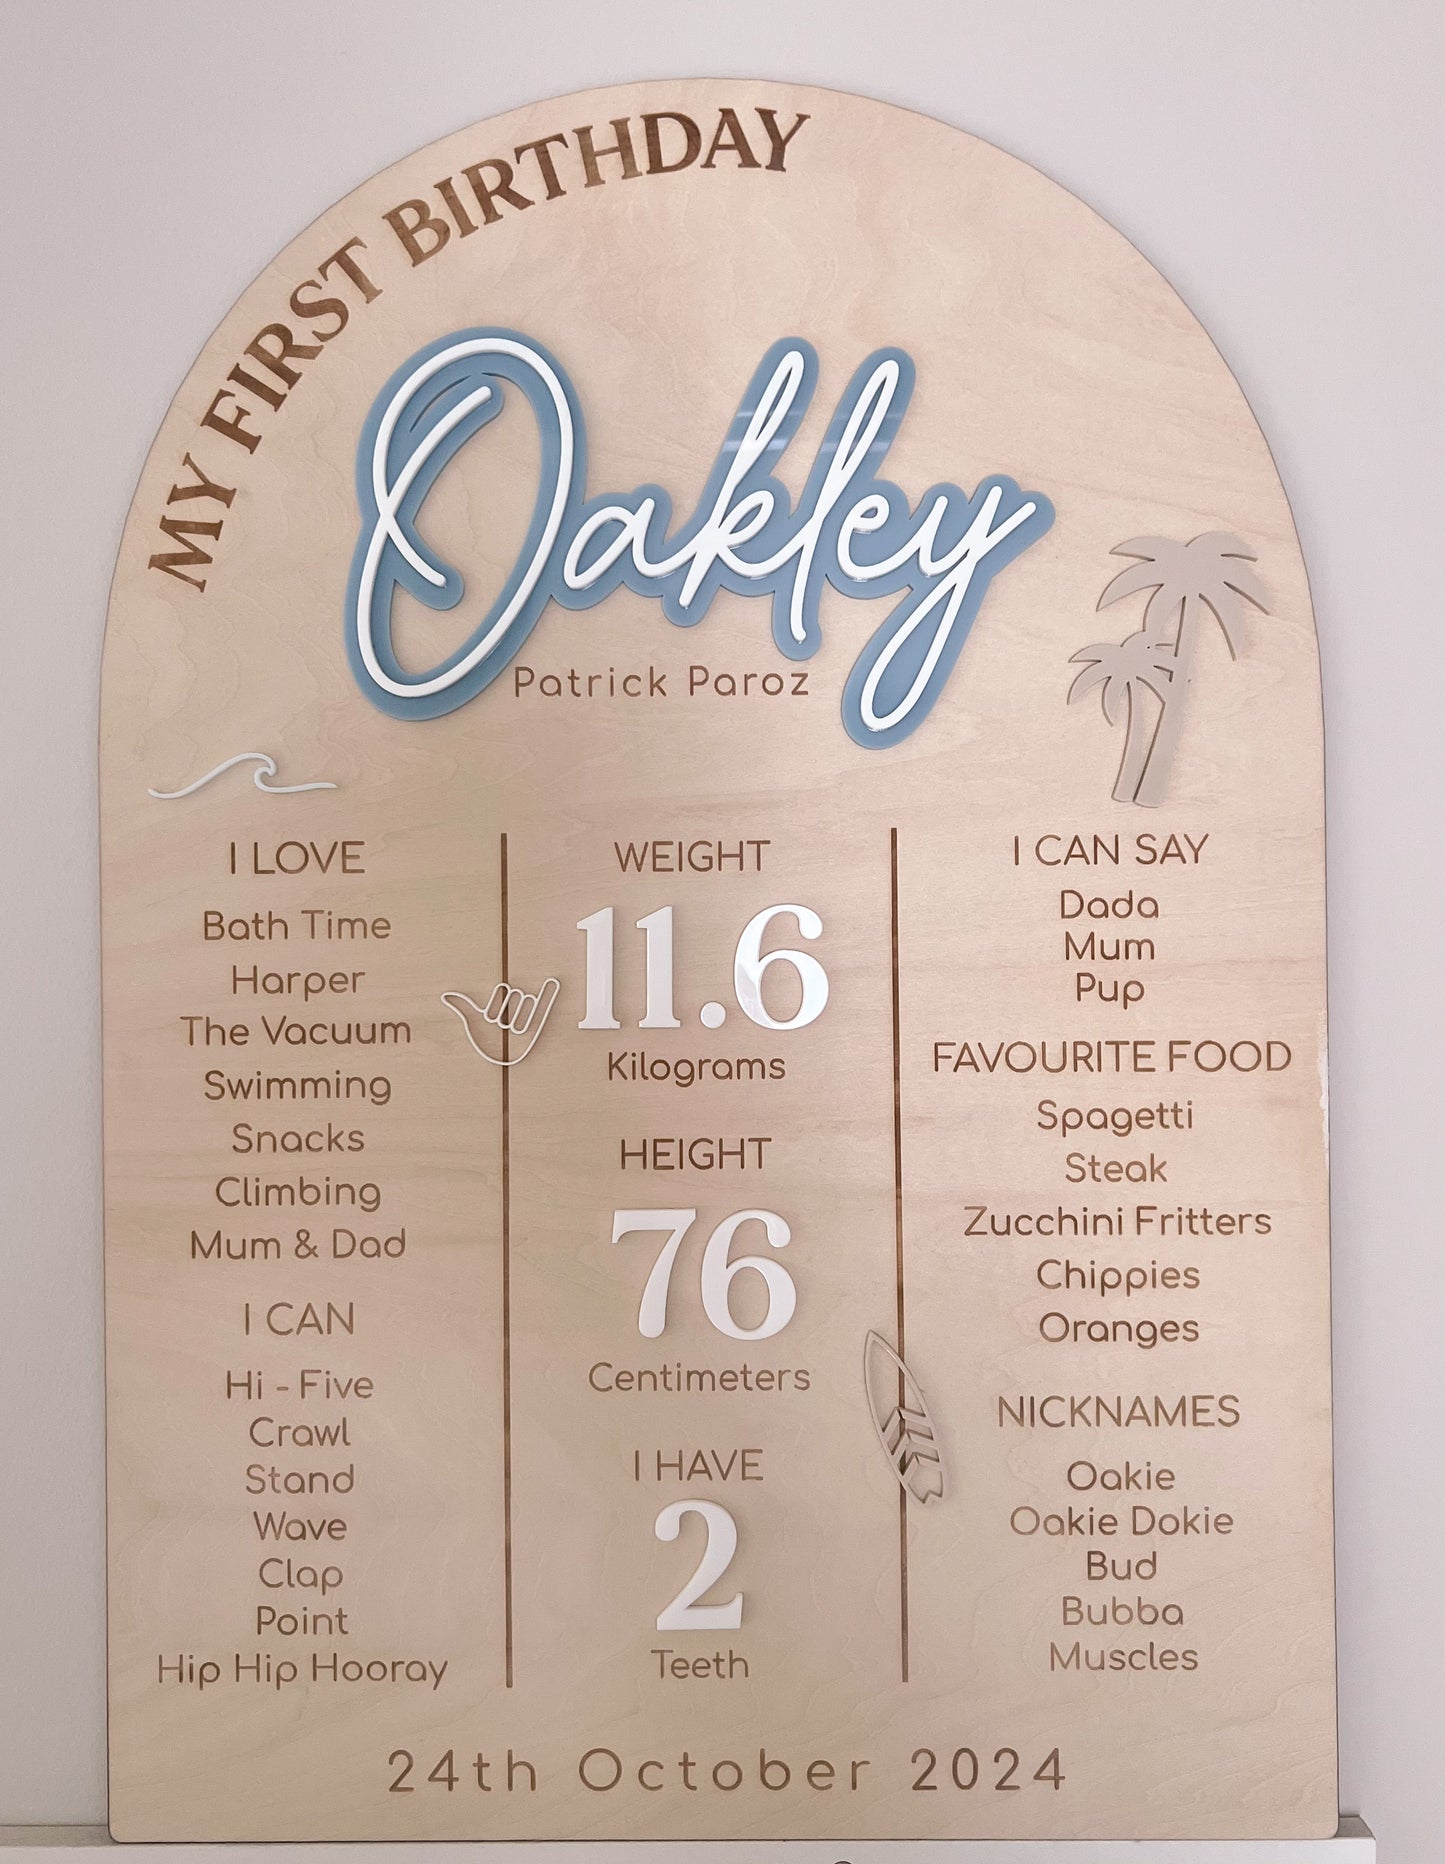 MY FIRST BIRTHDAY
Oakley
Patrick Paroz
I LOVE
Bath Time
Harper
The Vacuum
Swimming
Snacks
Climbing
Mum & Dad
I CAN
Hi - Five
Crawl
Stand
Wave
Clap
Point
Hip Hip Hooray
WEIGHT
11.6
Kilograms
HEIGHT
76
Centimeters
I HAVE
2
Teeth
I CAN SAY
Dada
Mum
Pup
FAVOURITE FOOD
Spagetti
Steak
Zucchini Fritters
Chippies
Oranges
NICKNAMES
Oakie
Oakie Dokie
Bud
Bubba
Muscles
24th October 2024